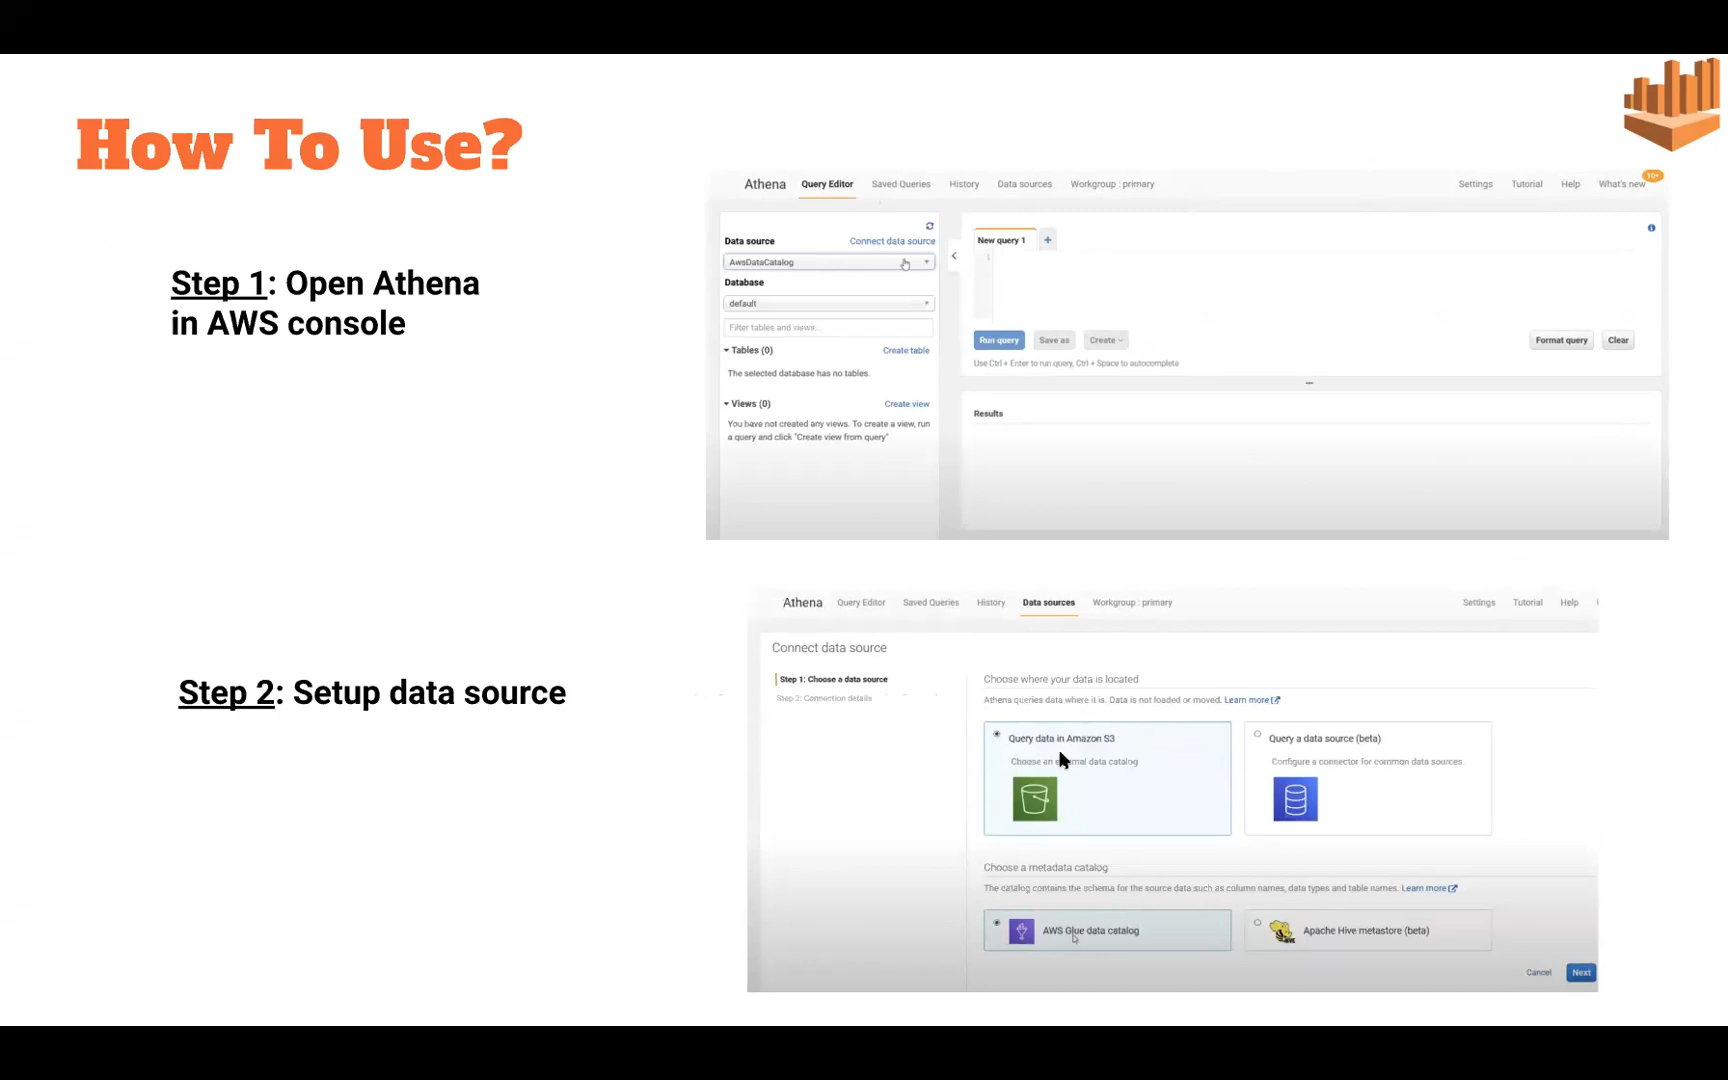 How To Use?
Step 1: Open Athena
in AWS console
Athena Query Editor Saved Queries History Data sources Workgroup : primary Settings Tutorial Help What's new 10+
Data source Connect data source
AwsDataCatalog
Database
default
Filter tables and views...
Tables (0) Create table
The selected database has no tables.
Views (0) Create view
You have not created any views. To create a view, run
a query and click "Create view from query"
New query 1 +
1
Run query Save as Create Format query Clear
Use Ctrl + Enter to run query, Ctrl + Space to autocomplete
Results
Step 2: Setup data source
Athena Query Editor Saved Queries History Data sources Workgroup : primary Settings Tutorial Help
Connect data source
Step 1: Choose a data source
Step 2: Connection details
Choose where your data is located
Athena queries data where it is. Data is not loaded or moved. Learn more
Query data in Amazon S3
Choose an data catalog
Query a data source (beta)
Configure a connector for common data sources
Choose a metadata catalog
The catalog contains the schema for the source data such as column names, data types and table names. Learn more
AWS Glue data catalog
HIVE
Apache Hive metastore (beta)
Cancel Next